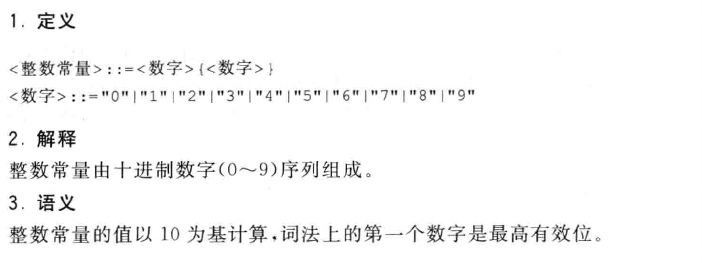 1. 定义
<整数常量>::=<数字>{<数字>}
<数字>::="0"|"1"|"2"|"3"|"4"|"5"|"6"|"7"|"8"|"9"
2. 解释
整数常量由十进制数字(0～9)序列组成。
3. 语义
整数常量的值以 10 为基计算,词法上的第一个数字是最高有效位。